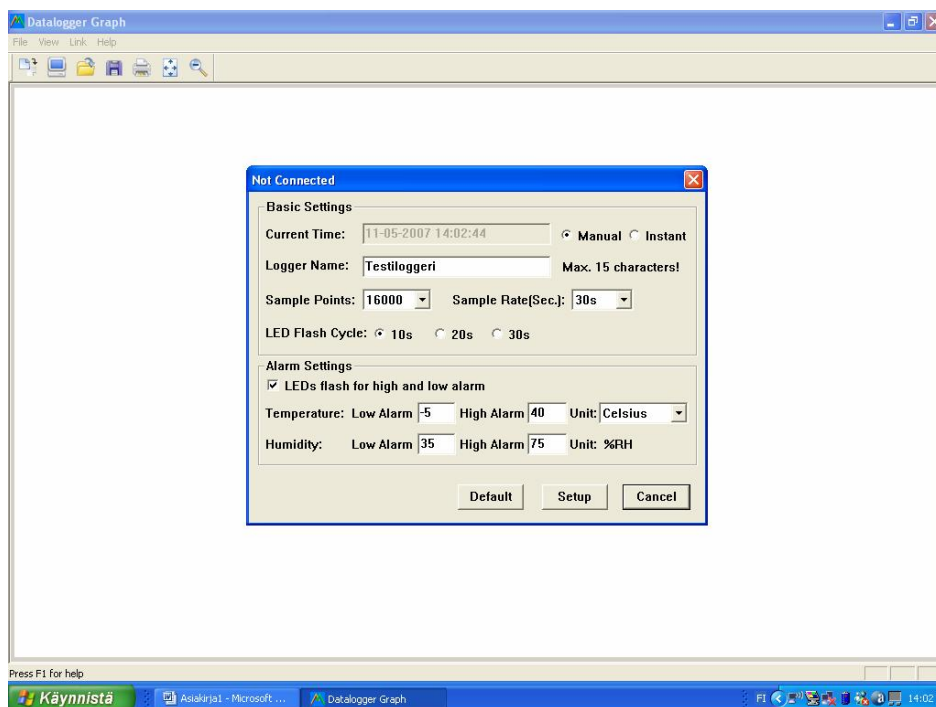 Datalogger Graph
File View Link Help
Not Connected
Basic Settings
Current Time: 11-05-2007 14:02:44 Manual Instant
Logger Name: Testiloggeri Max. 15 characters!
Sample Points: 16000 Sample Rate(Sec.): 30s
LED Flash Cycle: 10s 20s 30s
Alarm Settings
LEDs flash for high and low alarm
Temperature: Low Alarm -5 High Alarm 40 Unit: Celsius
Humidity: Low Alarm 35 High Alarm 75 Unit: %RH
Default Setup Cancel
Press F1 for help
Käynnistä Asiakirja1 - Microsoft ... Datalogger Graph FI 14:02